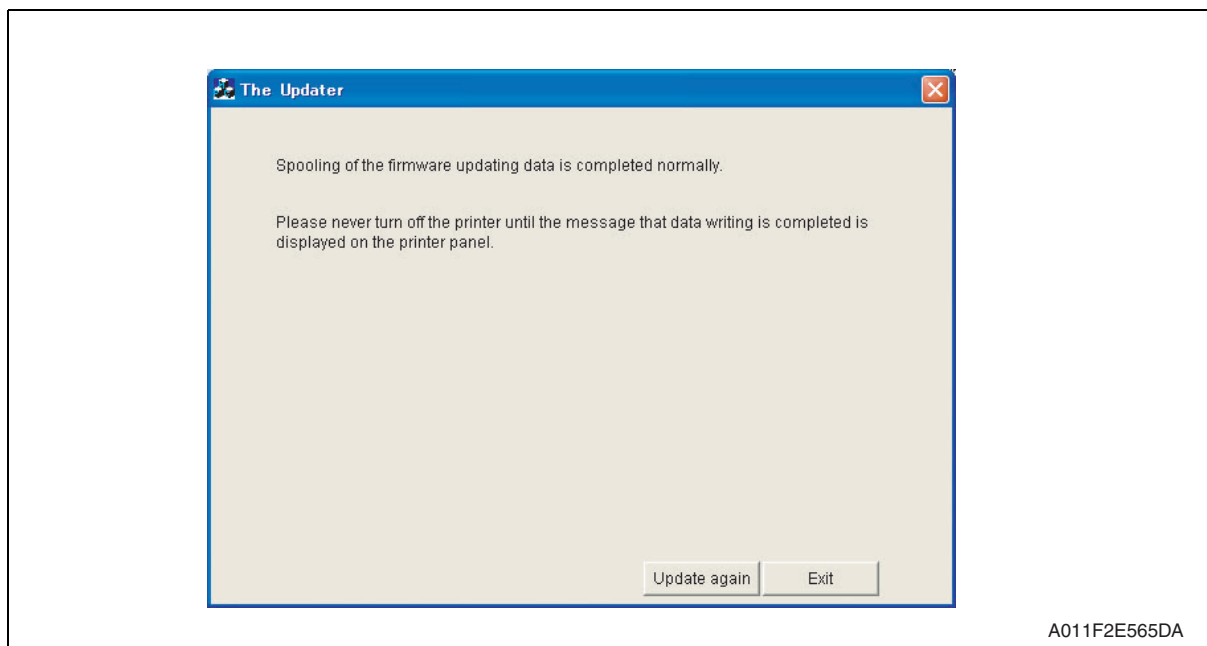 The Updater
Spooling of the firmware updating data is completed normally.
Please never turn off the printer until the message that data writing is completed is
displayed on the printer panel.
Update again
Exit
A011F2E565DA